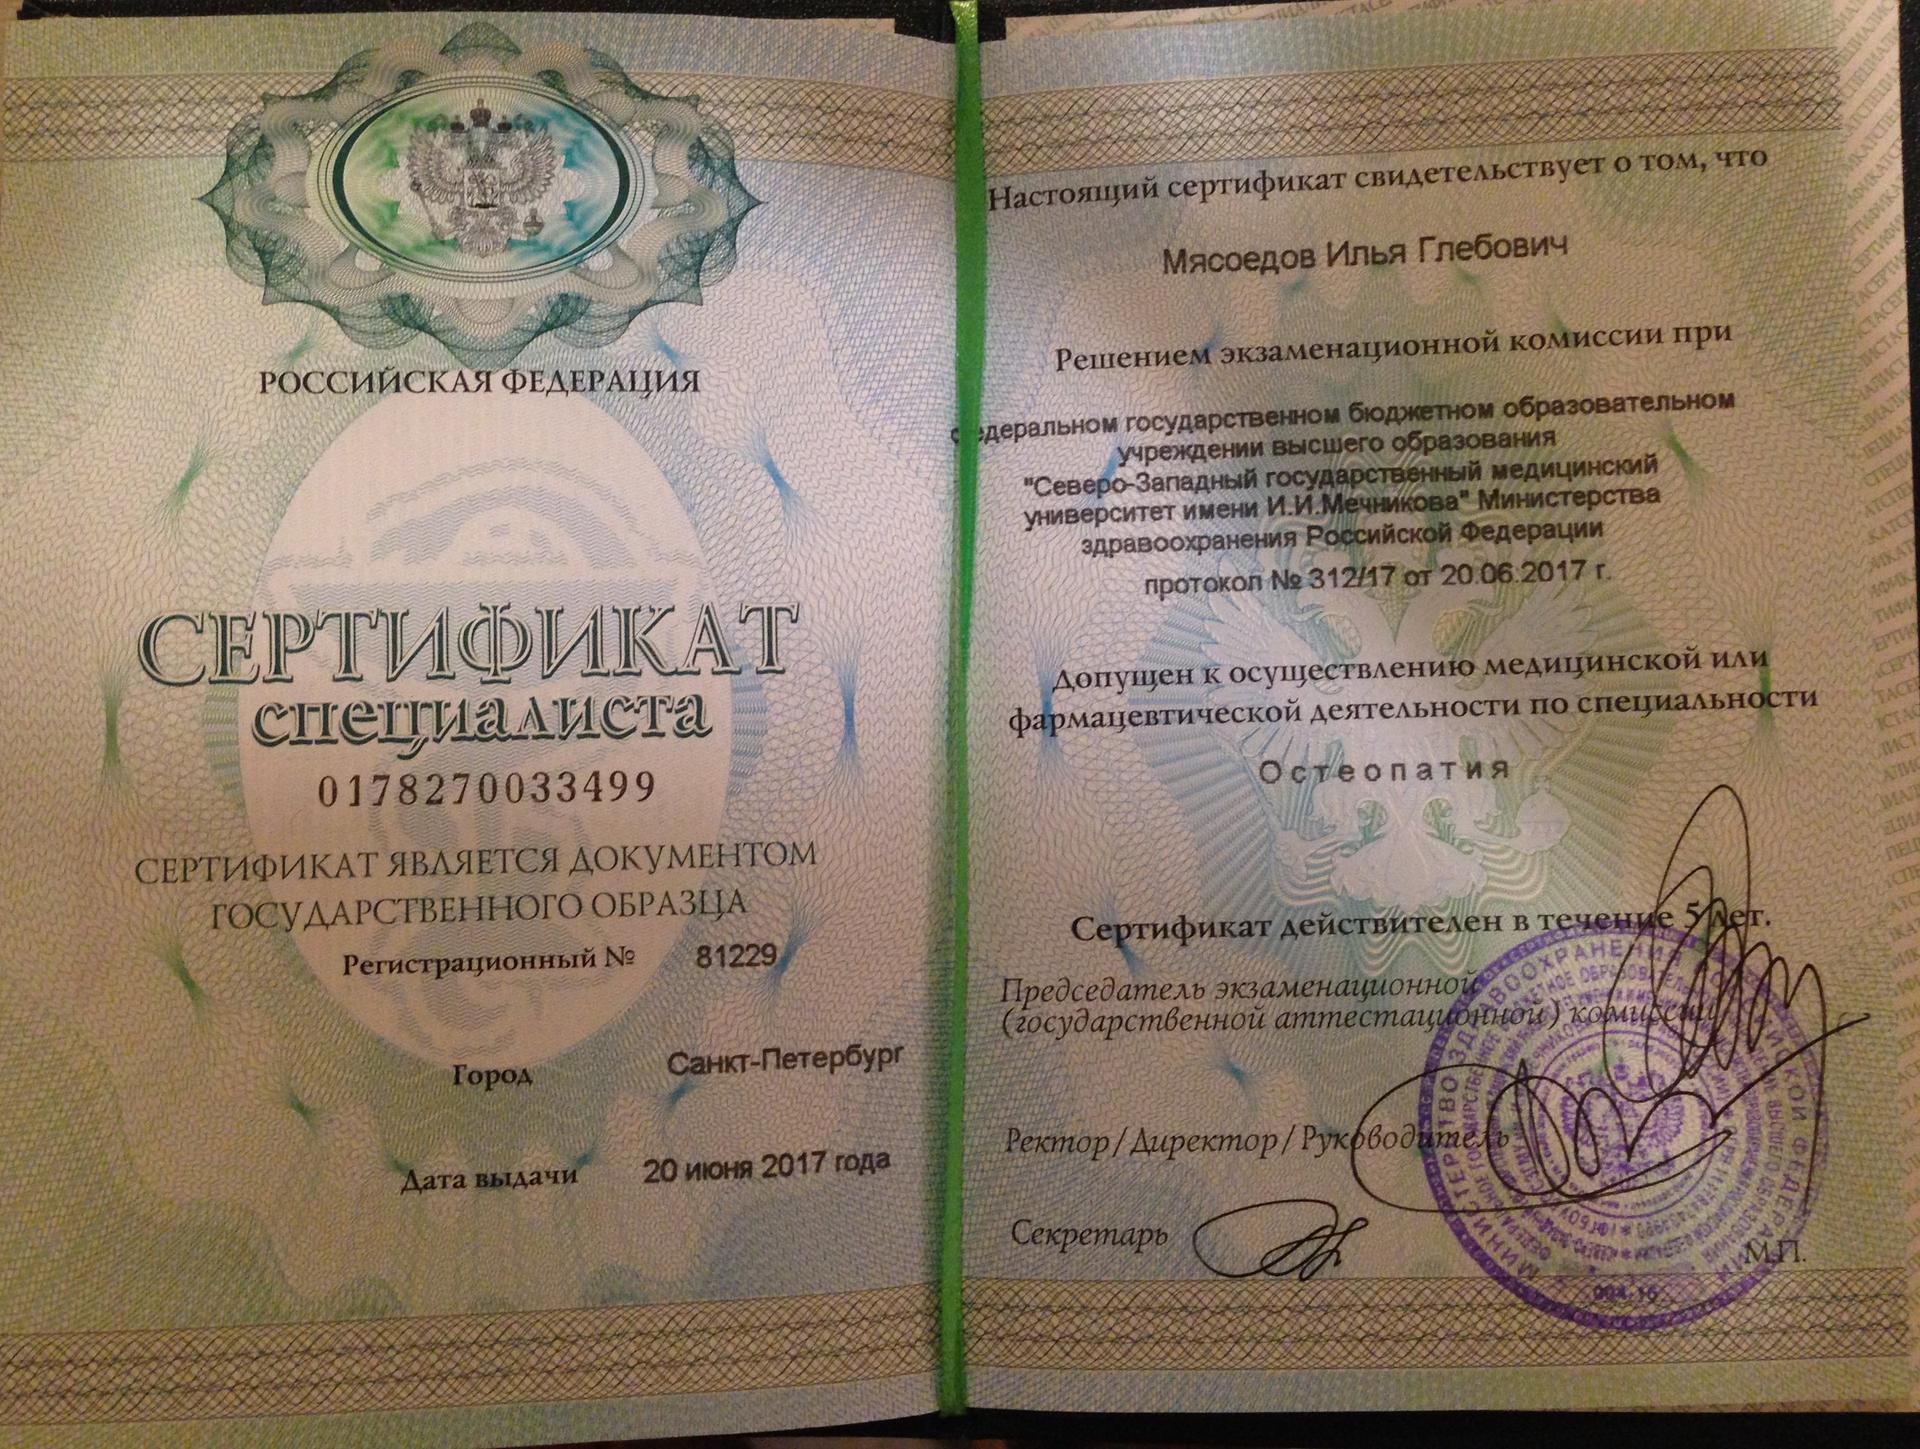 РОССИЙСКАЯ ФЕДЕРАЦИЯ
СЕРТИФИКАТ
специалиста
0178270033499
СЕРТИФИКАТ ЯВЛЯЕТСЯ ДОКУМЕНТОМ
ГОСУДАРСТВЕННОГО ОБРАЗЦА
Регистрационный № 81229
Город Санкт-Петербург
Дата выдачи 20 июня 2017 года
Настоящий сертификат свидетельствует о том, что
Мясоедов Илья Глебович
Решением экзаменационной комиссии при
федеральном государственном бюджетном образовательном
учреждении высшего образования
"Северо-Западный государственный медицинский
университет имени И.И.Мечникова" Министерства
здравоохранения Российской Федерации
протокол № 312/17 от 20.06.2017 г.
Допущен к осуществлению медицинской или
фармацевтической деятельности по специальности
Остеопатия
Сертификат действителен в течение 5 лет.
Председатель экзаменационной
(государственной аттестационной) комиссии
Ректор/Директор/Руководитель
Секретарь
М.П.
МИНИСТЕРСТВО ЗДРАВООХРАНЕНИЯ РОССИЙСКОЙ ФЕДЕРАЦИИ